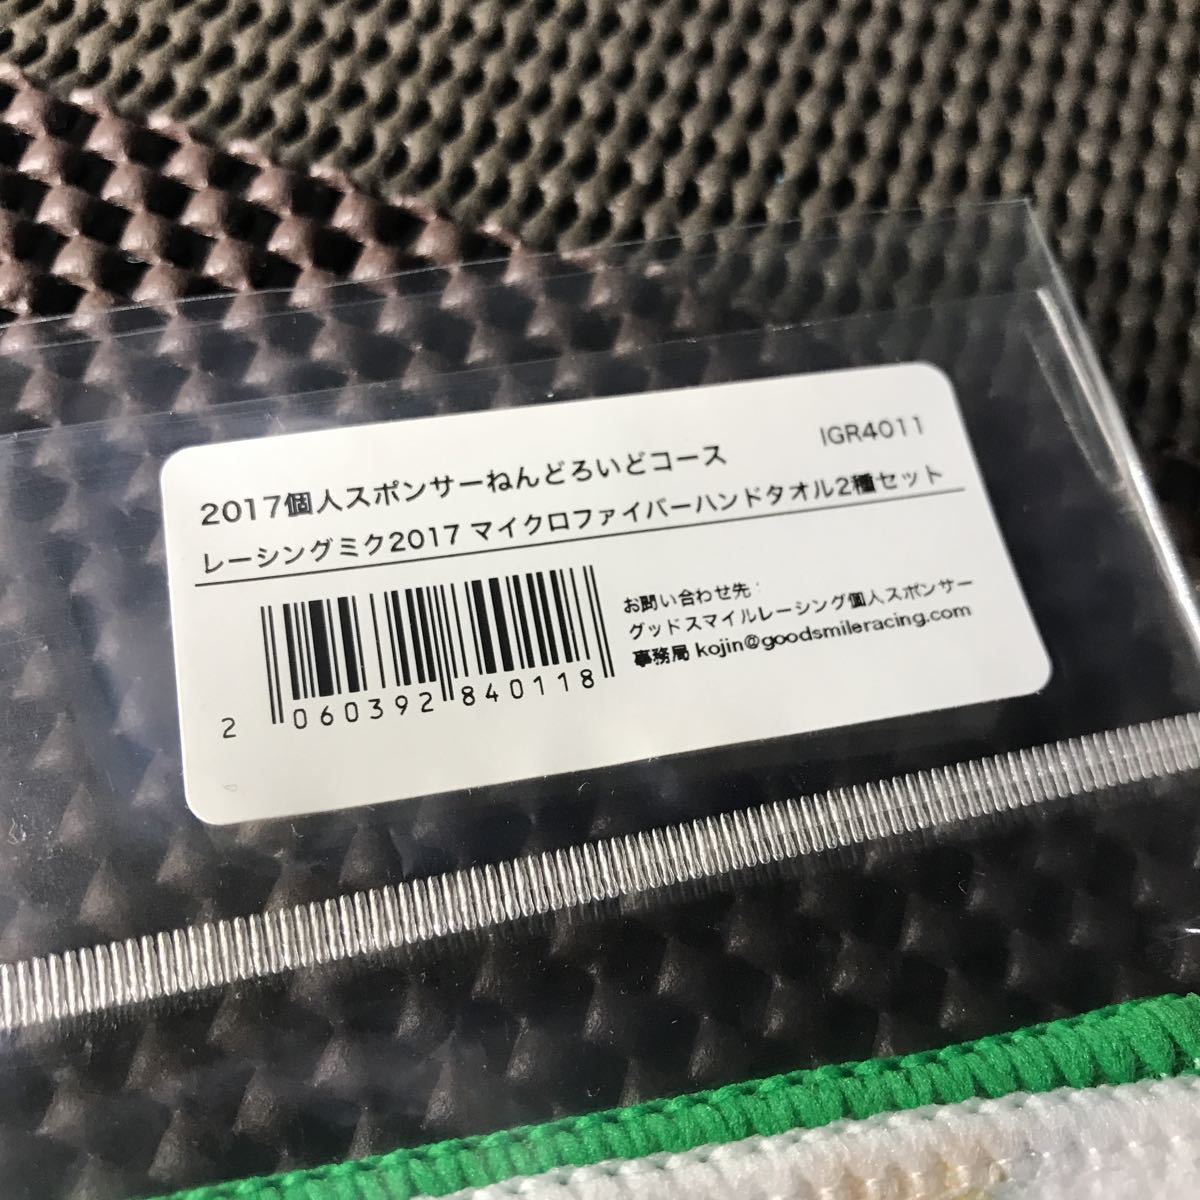 IGR4011
2017個人スポンサーねんどろいどコース
レーシングミク2017 マイクロファイバーハンドタオル2種セット
お問い合わせ先:
グッドスマイルレーシング個人スポンサー
事務局 kojin@goodsmileracing.com
2 060392 840118